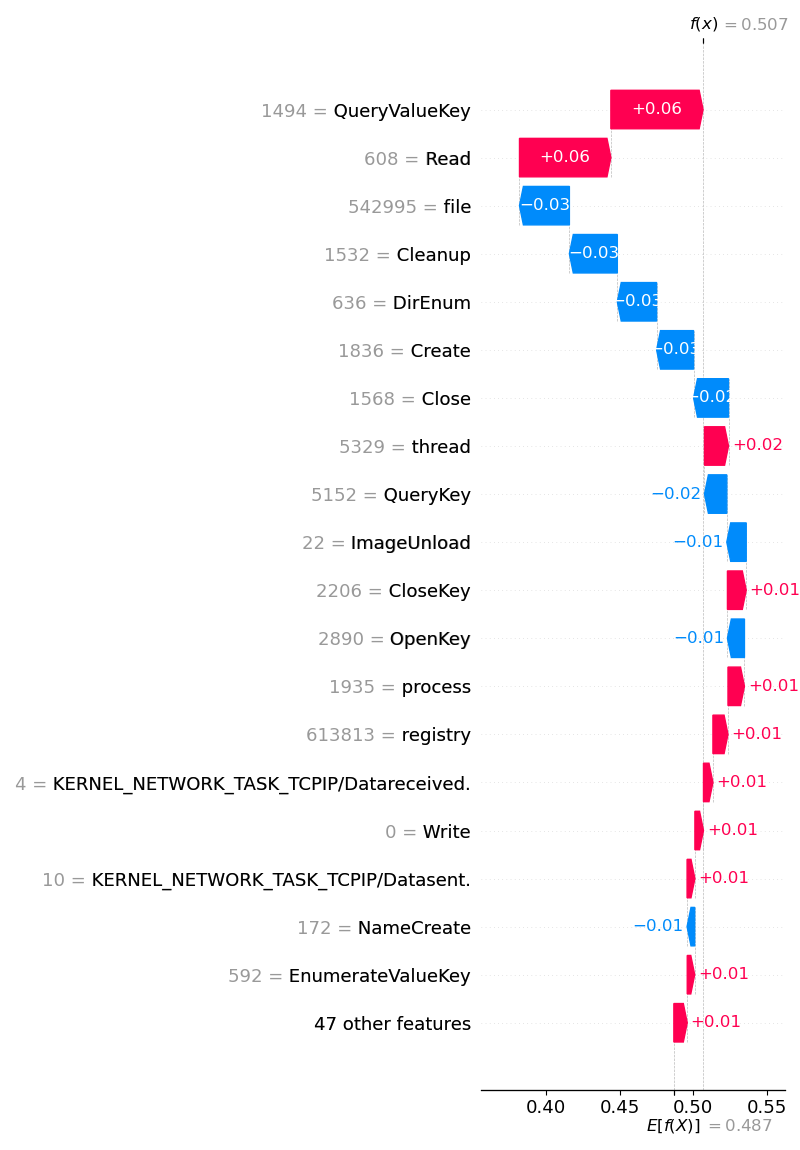 f(x) = 0.507
1494 = QueryValueKey +0.06
608 = Read +0.06
542995 = file −0.03
1532 = Cleanup −0.03
636 = DirEnum −0.03
1836 = Create −0.03
1568 = Close −0.02
5329 = thread +0.02
5152 = QueryKey −0.02
22 = ImageUnload −0.01
2206 = CloseKey +0.01
2890 = OpenKey −0.01
1935 = process +0.01
613813 = registry +0.01
4 = KERNEL_NETWORK_TASK_TCPIP/Datareceived. +0.01
0 = Write +0.01
10 = KERNEL_NETWORK_TASK_TCPIP/Datasent. +0.01
172 = NameCreate −0.01
592 = EnumerateValueKey +0.01
47 other features +0.01
0.40 0.45 0.50 0.55
E[f(X)] = 0.487